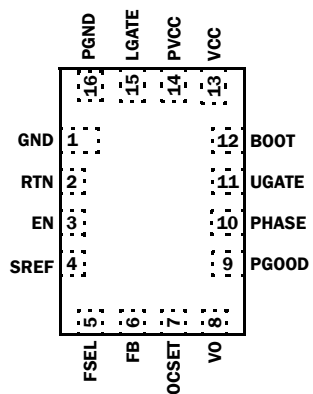 PGND LGATE PVCC VCC
16 15 14 13
GND 1 12 BOOT
RTN 2 11 UGATE
EN 3 10 PHASE
SREF 4 9 PGOOD
5 6 7 8
FSEL FB OCSET VO